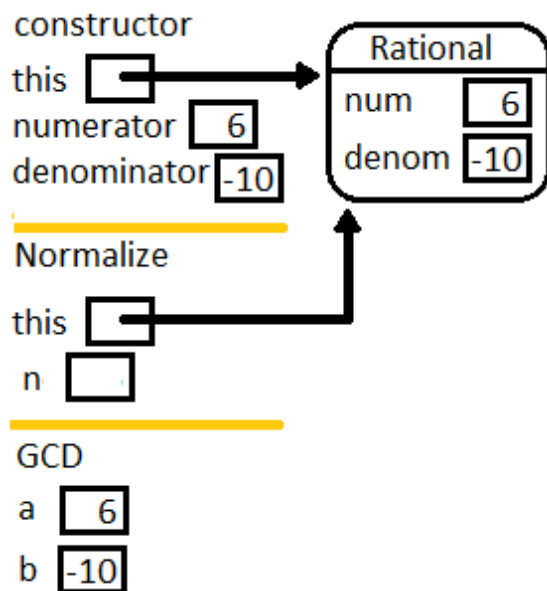 constructor
this
numerator 6
denominator -10
Rational
num 6
denom -10
Normalize
this
n
GCD
a 6
b -10